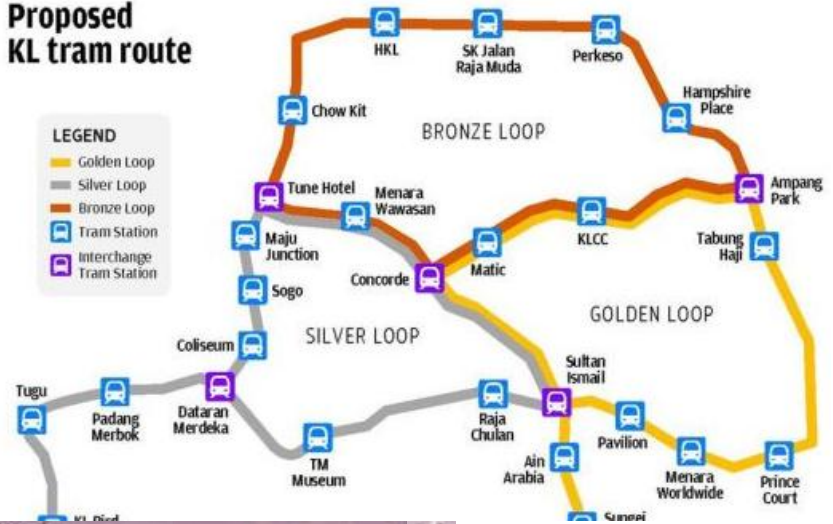 Proposed
KL tram route
HKL
SK Jalan
Raja Muda
Perkeso
Hampshire
Place
Chow Kit
BRONZE LOOP
LEGEND
Golden Loop
Silver Loop
Bronze Loop
Tram Station
Interchange
Tram Station
Tune Hotel
Menara
Wawasan
Ampang
Park
Maju
Junction
KLCC
Tabung
Haji
Matic
Concorde
Sogo
GOLDEN LOOP
SILVER LOOP
Coliseum
Sultan
Ismail
Tugu
Padang
Merbok
Dataran
Merdeka
Raja
Chulan
Pavilion
TM
Museum
Ain
Arabia
Menara
Worldwide
Prince
Court
Sungei